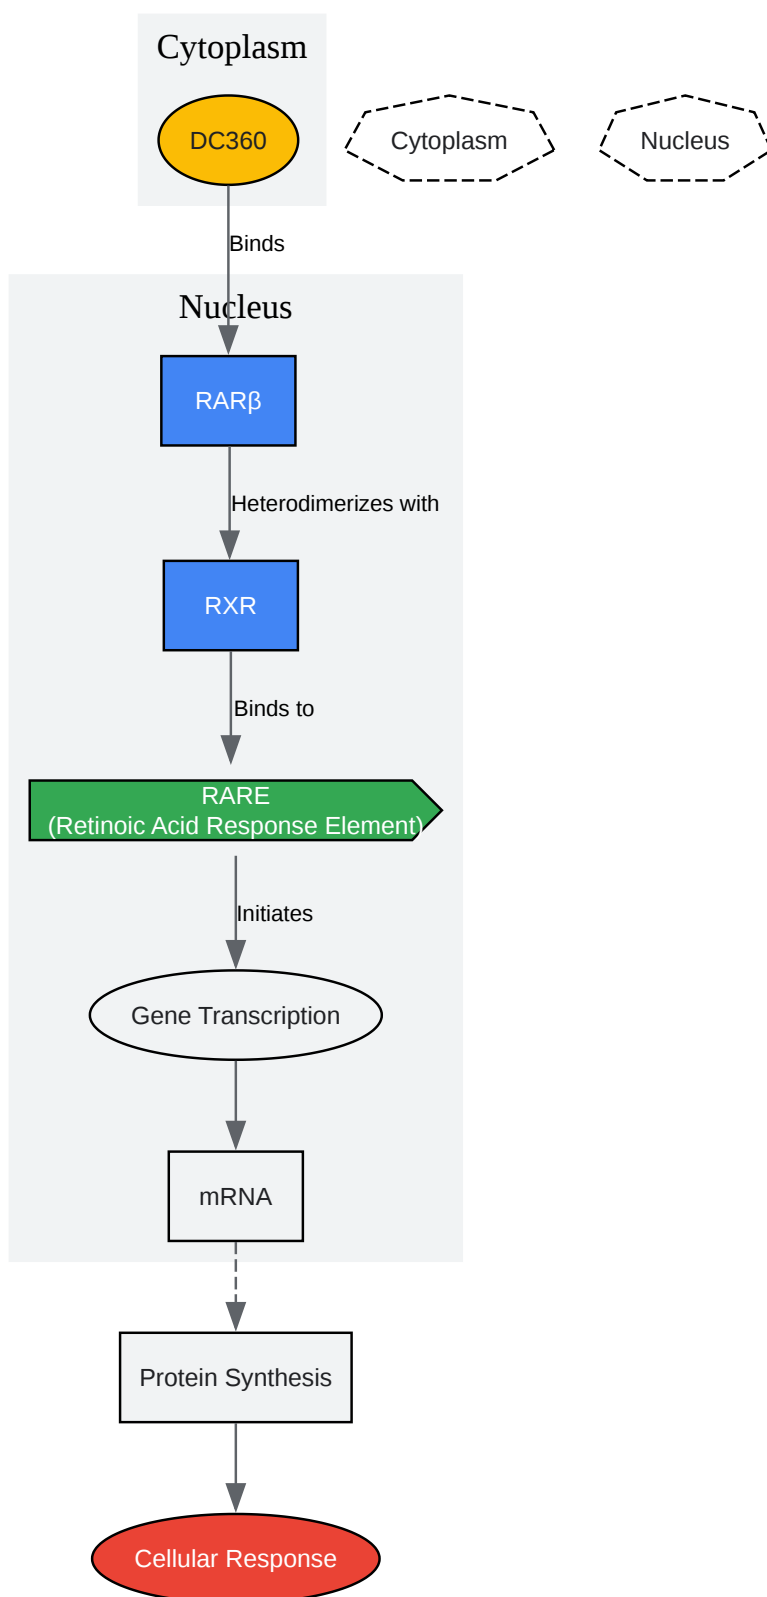 Cytoplasm
DC360
Cytoplasm
Nucleus
Binds
Nucleus
RARβ
Heterodimerizes with
RXR
Binds to
RARE
(Retinoic Acid Response Element)
Initiates
Gene Transcription
mRNA
Protein Synthesis
Cellular Response